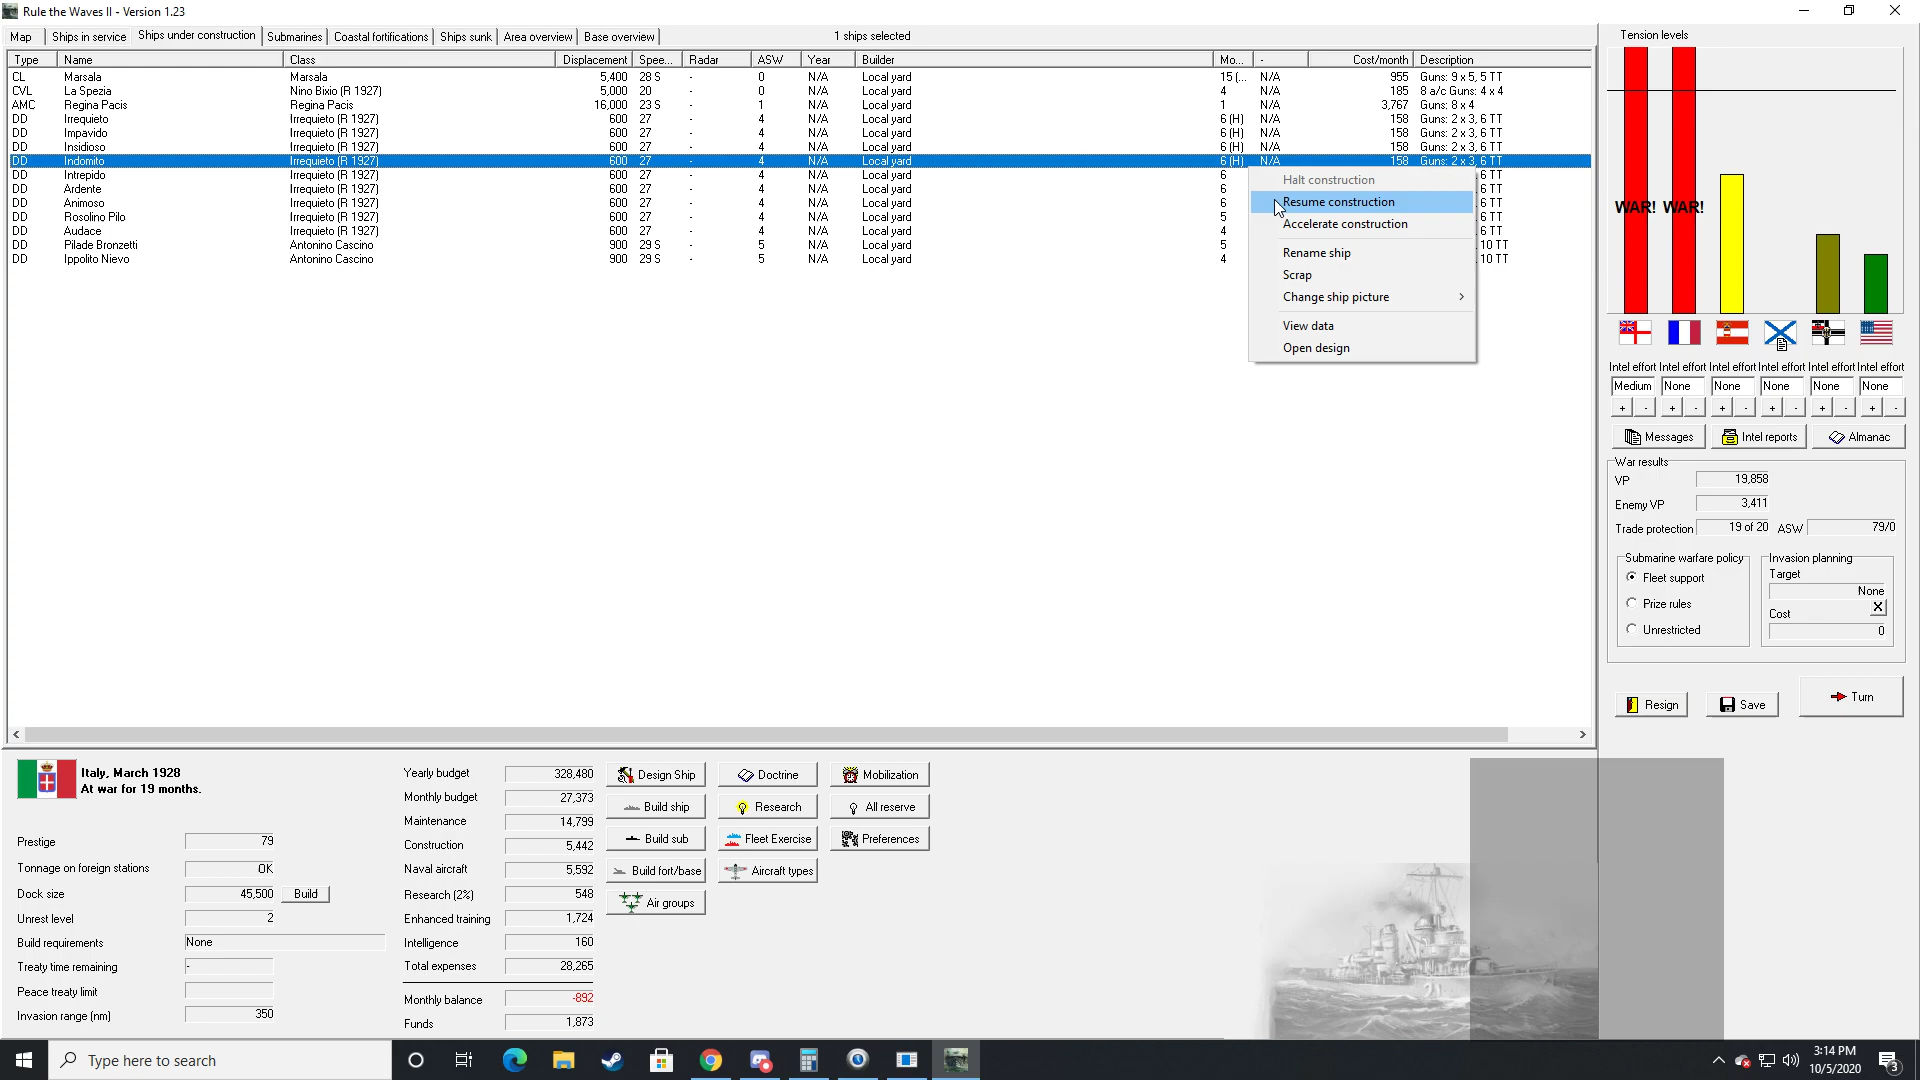 Rule the Waves II - Version 1.23
Map Ships in service Ships under construction Submarines Coastal fortifications Ships sunk Area overview Base overview 1 ships selected
Type Name Class Displacement Spee... Radar ASW Year Builder Mo... - Cost/month Description
CL Marsala Marsala 5,400 28 S - 0 N/A Local yard 15 (... N/A 955 Guns: 9 x 5, 5 TT
CVL La Spezia Nino Bixio (R 1927) 5,000 20 - 0 N/A Local yard 4 N/A 185 8 a/c Guns: 4 x 4
AMC Regina Pacis Regina Pacis 16,000 23 S - 1 N/A Local yard 1 N/A 3,767 Guns: 8 x 4
DD Irrequieto Irrequieto (R 1927) 600 27 - 4 N/A Local yard 6 (H) N/A 158 Guns: 2 x 3, 6 TT
DD Impavido Irrequieto (R 1927) 600 27 - 4 N/A Local yard 6 (H) N/A 158 Guns: 2 x 3, 6 TT
DD Insidioso Irrequieto (R 1927) 600 27 - 4 N/A Local yard 6 (H) N/A 158 Guns: 2 x 3, 6 TT
DD Indomito Irrequieto (R 1927) 600 27 - 4 N/A Local yard 6 (H) N/A 158 Guns: 2 x 3, 6 TT
DD Intrepido Irrequieto (R 1927) 600 27 - 4 N/A Local yard 6 6 TT
DD Ardente Irrequieto (R 1927) 600 27 - 4 N/A Local yard 6 6 TT
DD Animoso Irrequieto (R 1927) 600 27 - 4 N/A Local yard 6 6 TT
DD Rosolino Pilo Irrequieto (R 1927) 600 27 - 4 N/A Local yard 5 6 TT
DD Audace Irrequieto (R 1927) 600 27 - 4 N/A Local yard 4 6 TT
DD Pilade Bronzetti Antonino Cascino 900 29 S - 5 N/A Local yard 5 10 TT
DD Ippolito Nievo Antonino Cascino 900 29 S - 5 N/A Local yard 4 10 TT
Halt construction
Resume construction
Accelerate construction
Rename ship
Scrap
Change ship picture
View data
Open design
Tension levels
WAR! WAR!
Intel effort Intel effort Intel effort Intel effort Intel effort Intel effort
Medium None None None None None
+ - + - + - + - + - + -
Messages Intel reports Almanac
War results
VP 19,858
Enemy VP 3,411
Trade protection 19 of 20 ASW 79/0
Submarine warfare policy
Fleet support
Prize rules
Unrestricted
Invasion planning
Target
None
Cost X
0
Resign Save Turn
Italy, March 1928
At war for 19 months.
Prestige 79
Tonnage on foreign stations OK
Dock size 45,500 Build
Unrest level 2
Build requirements None
Treaty time remaining -
Peace treaty limit
Invasion range (nm) 350
Yearly budget 328,480
Monthly budget 27,373
Maintenance 14,799
Construction 5,442
Naval aircraft 5,592
Research (2%) 548
Enhanced training 1,724
Intelligence 160
Total expenses 28,265
Monthly balance -892
Funds 1,873
Design Ship Doctrine Mobilization
Build ship Research All reserve
Build sub Fleet Exercise Preferences
Build fort/base Aircraft types
Air groups
Type here to search
3:14 PM
10/5/2020
3